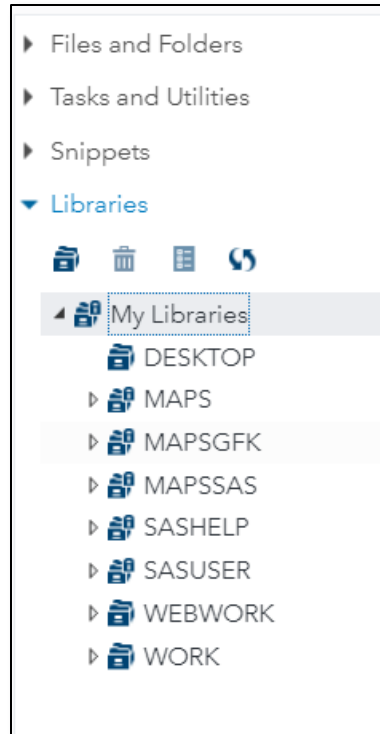 Files and Folders
Tasks and Utilities
Snippets
Libraries
My Libraries
DESKTOP
MAPS
MAPSGFK
MAPSSAS
SASHELP
SASUSER
WEBWORK
WORK